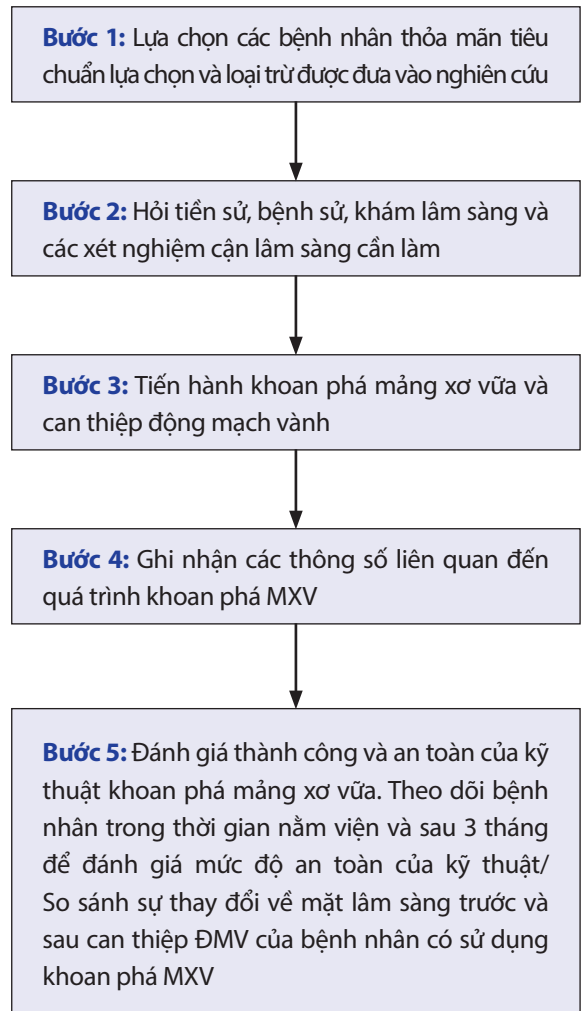 Bước 1: Lựa chọn các bệnh nhân thỏa mãn tiêu
chuẩn lựa chọn và loại trừ được đưa vào nghiên cứu
Bước 2: Hỏi tiền sử, bệnh sử, khám lâm sàng và
các xét nghiệm cận lâm sàng cần làm
Bước 3: Tiến hành khoan phá mảng xơ vữa và
can thiệp động mạch vành
Bước 4: Ghi nhận các thông số liên quan đến
quá trình khoan phá MXV
Bước 5: Đánh giá thành công và an toàn của kỹ
thuật khoan phá mảng xơ vữa. Theo dõi bệnh
nhân trong thời gian nằm viện và sau 3 tháng
để đánh giá mức độ an toàn của kỹ thuật/
So sánh sự thay đổi về mặt lâm sàng trước và
sau can thiệp ĐMV của bệnh nhân có sử dụng
khoan phá MXV